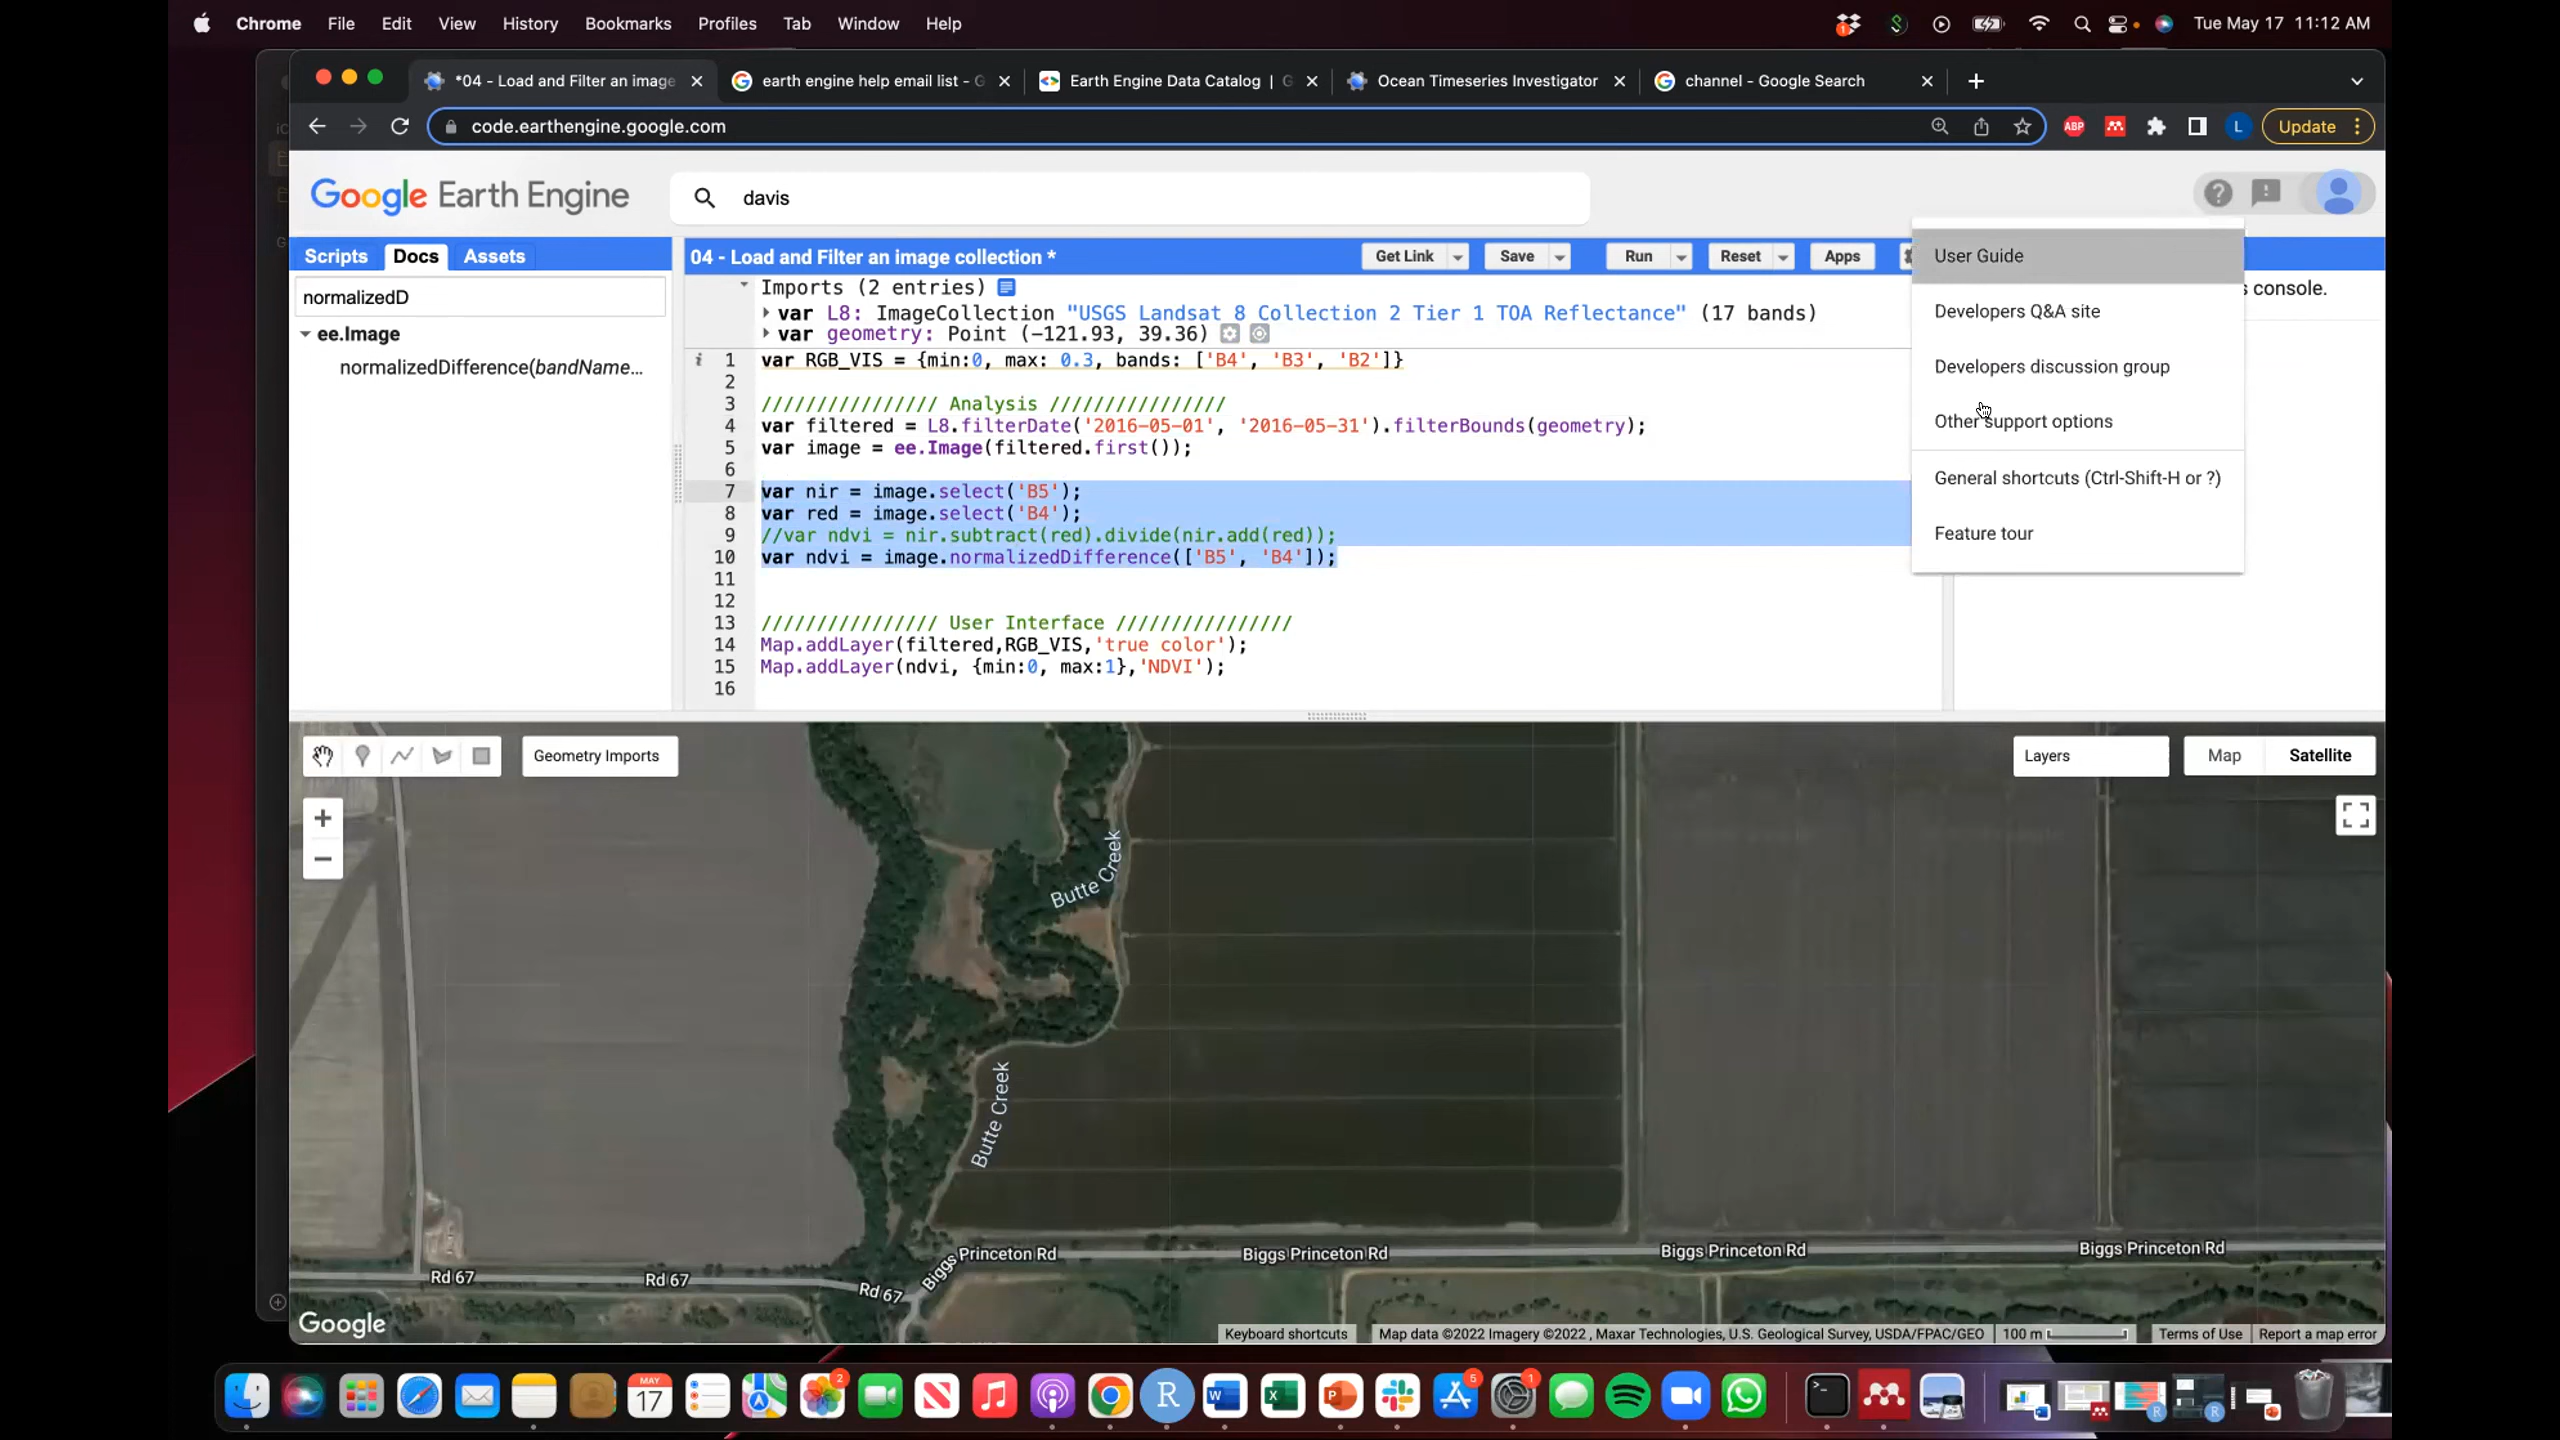 Chrome File Edit View History Bookmarks Profiles Tab Window Help
Tue May 17 11:12 AM
*04 - Load and Filter an image
earth engine help email list - G
Earth Engine Data Catalog | G
Ocean Timeseries Investigator
channel - Google Search
code.earthengine.google.com
ABP
L
Update
Google Earth Engine
davis
Scripts Docs Assets
04 - Load and Filter an image collection *
Get Link Save Run Reset Apps
normalizedD
ee.Image
normalizedDifference(bandName...
Imports (2 entries)
var L8: ImageCollection "USGS Landsat 8 Collection 2 Tier 1 TOA Reflectance" (17 bands)
var geometry: Point (-121.93, 39.36)
1 var RGB_VIS = {min:0, max: 0.3, bands: ['B4', 'B3', 'B2']}
2
3 //////////////// Analysis ////////////////
4 var filtered = L8.filterDate('2016-05-01', '2016-05-31').filterBounds(geometry);
5 var image = ee.Image(filtered.first());
6
7 var nir = image.select('B5');
8 var red = image.select('B4');
9 //var ndvi = nir.subtract(red).divide(nir.add(red));
10 var ndvi = image.normalizedDifference(['B5', 'B4']);
11
12
13 //////////////// User Interface ////////////////
14 Map.addLayer(filtered,RGB_VIS,'true color');
15 Map.addLayer(ndvi, {min:0, max:1},'NDVI');
16
User Guide
Developers Q&A site
Developers discussion group
Other support options
General shortcuts (Ctrl-Shift-H or ?)
Feature tour
s console.
Geometry Imports
Layers
Map Satellite
+
−
Butte Creek
Butte Creek
Rd 67
Rd 67
Rd 67
Biggs Princeton Rd
Biggs Princeton Rd
Biggs Princeton Rd
Biggs Princeton Rd
Google
Keyboard shortcuts
Map data ©2022 Imagery ©2022 , Maxar Technologies, U.S. Geological Survey, USDA/FPAC/GEO
100 m
Terms of Use
Report a map error
MAY
17
2
R
W
X
P
5
1